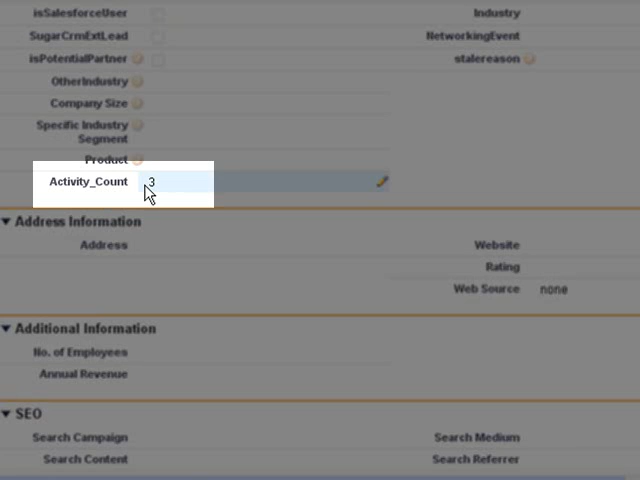 isSalesforceUser Industry
SugarCrmExtLead NetworkingEvent
isPotentialPartner stalereason
OtherIndustry
Company Size
Specific Industry
Segment
Product
Activity_Count 3
Address Information
Address Website
Rating
Web Source none
Additional Information
No. of Employees
Annual Revenue
SEO
Search Campaign Search Medium
Search Content Search Referrer